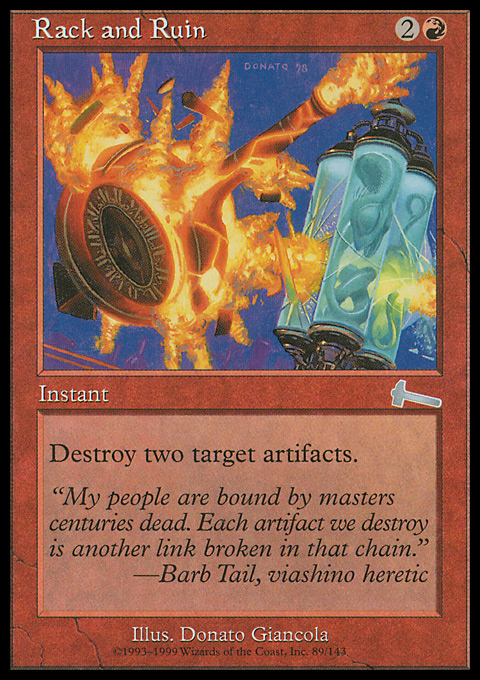 Rack and Ruin
2
DONATO 98
Instant
Destroy two target artifacts.
“My people are bound by masters
centuries dead. Each artifact we destroy
is another link broken in that chain.”
—Barb Tail, viashino heretic
Illus. Donato Giancola
©1993–1999 Wizards of the Coast, Inc. 89/143